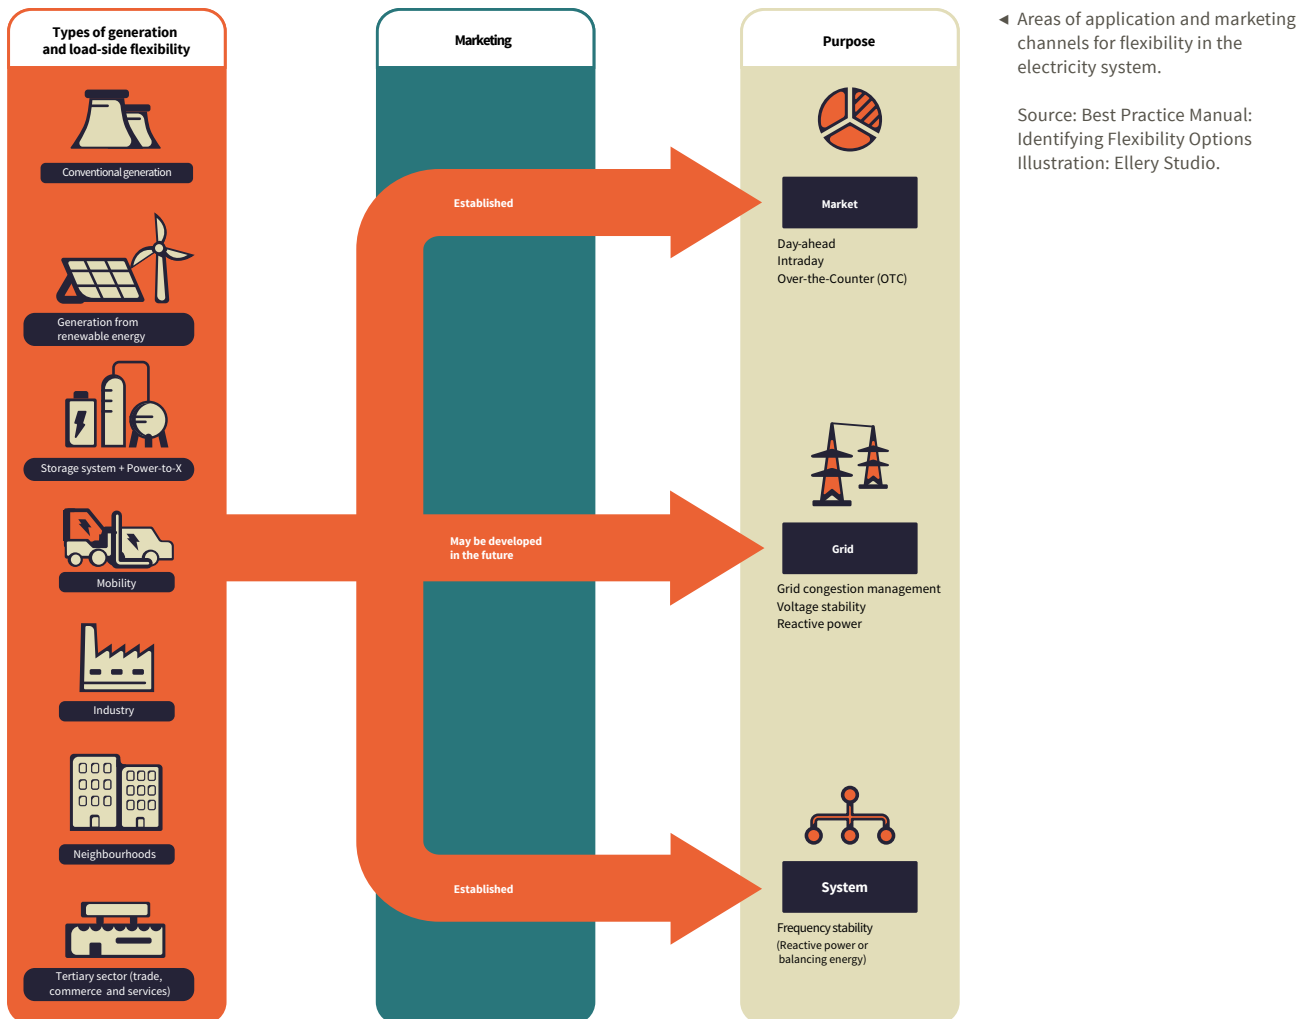 Types of generation
and load-side flexibility
Conventional generation
Generation from
renewable energy
Storage system + Power-to-X
Mobility
Industry
Neighbourhoods
Tertiary sector (trade,
commerce and services)
Marketing
Established
May be developed
in the future
Established
Purpose
Market
Day-ahead
Intraday
Over-the-Counter (OTC)
Grid
Grid congestion management
Voltage stability
Reactive power
System
Frequency stability
(Reactive power or
balancing energy)
◄ Areas of application and marketing
channels for flexibility in the
electricity system.
Source: Best Practice Manual:
Identifying Flexibility Options
Illustration: Ellery Studio.